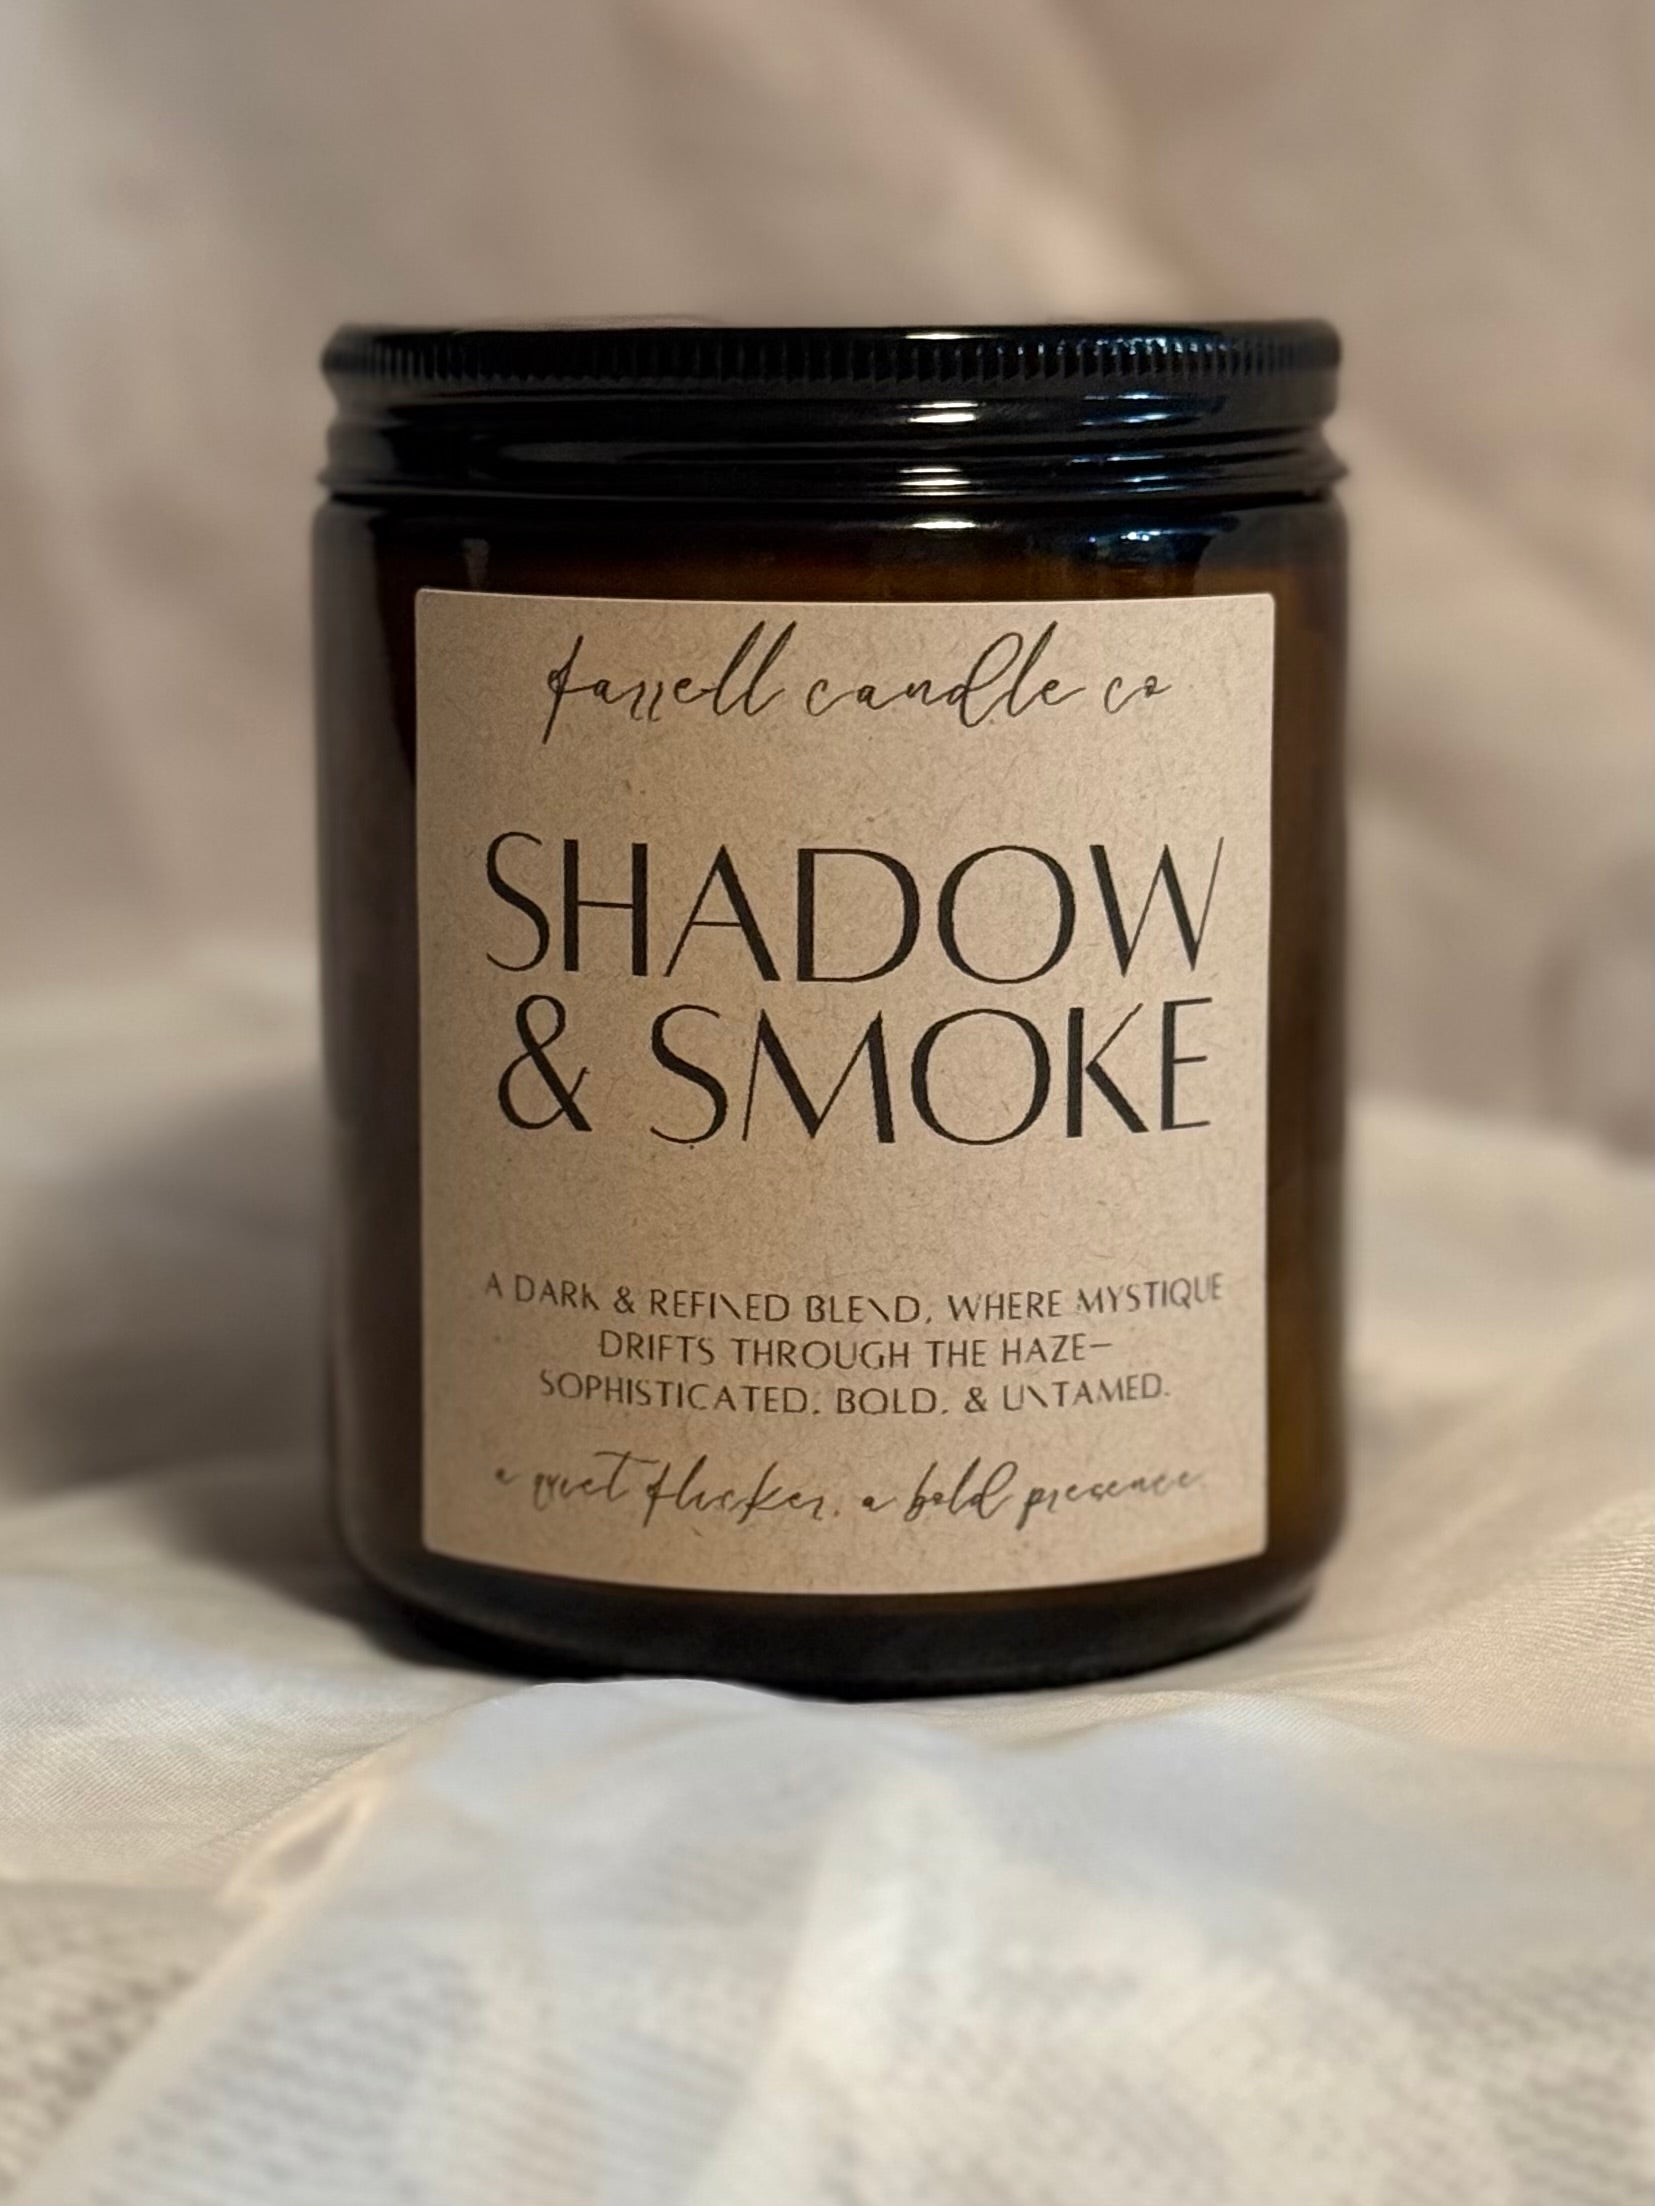 farrell candle co
SHADOW
& SMOKE
A DARK & REFINED BLEND, WHERE MYSTIQUE
DRIFTS THROUGH THE HAZE—
SOPHISTICATED, BOLD, & UNTAMED.
a quiet flicker, a bold presence.